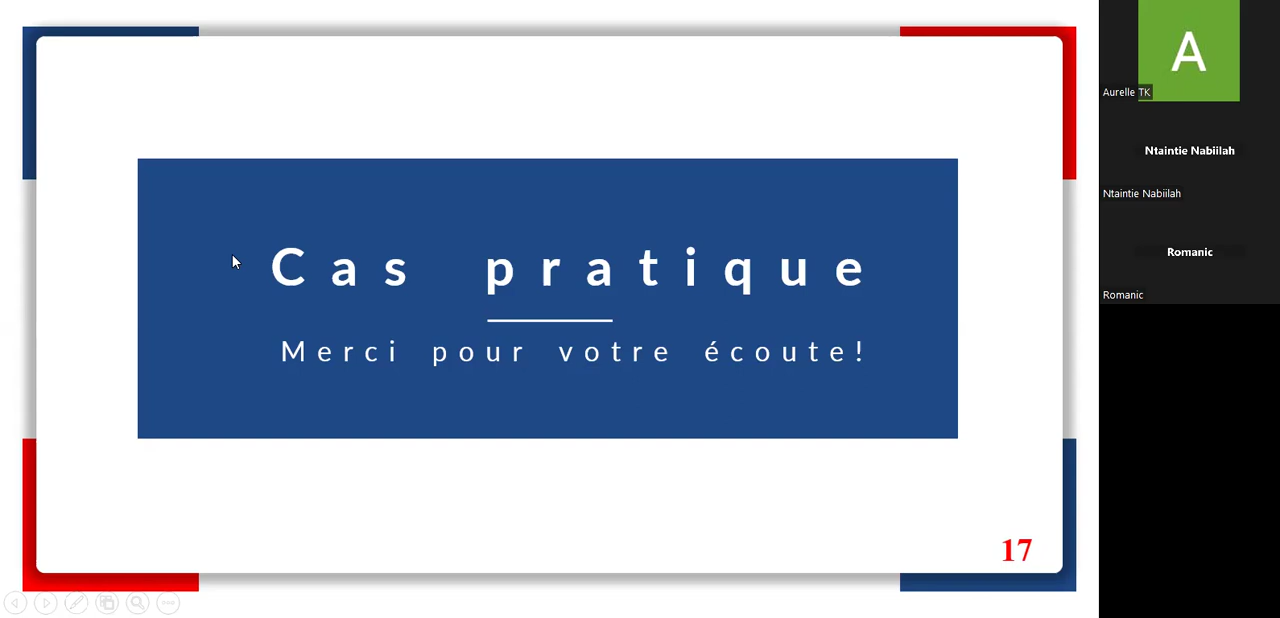 Cas pratique
Merci pour votre écoute!
17
A
Aurelle TK
Ntaintie Nabiilah
Ntaintie Nabiilah
Romanic
Romanic